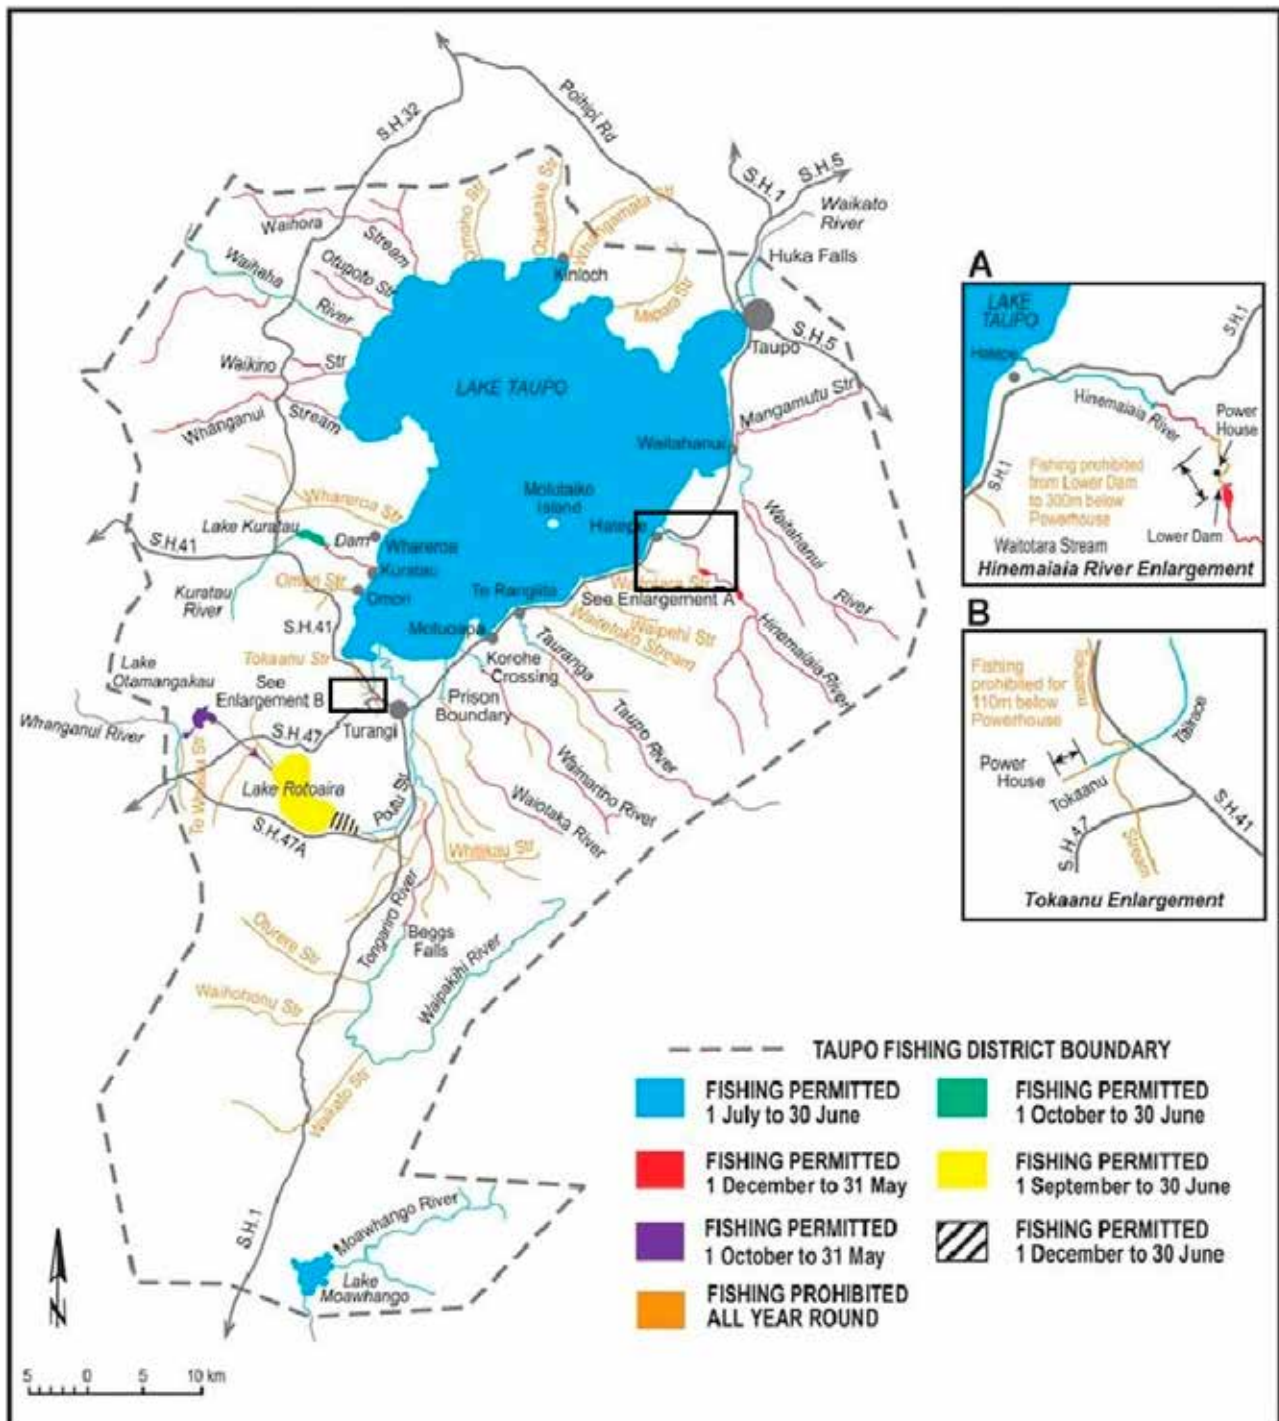 S.H.32
Poihipi Rd
S.H.1
S.H.5
Waikato
River
Huka Falls
Omoho Str
Otaketake Str
Whangamata Str
Kinloch
Mapara Str
Waihora
Stream
Otupoto Str
Waihaha
River
Waikino
Str
Whanganui
Stream
LAKE TAUPO
Taupo
S.H.5
Mangamutu Str
Waitahanui
Motutaiko
Island
Hatepe
Waitahanui
River
Whareroa Str
Lake Kuratau
Dam
Whareroa
S.H.41
Kuratau
Kuratau
River
Omori Str
Omori
S.H.41
Te Rangiita
Waitotara Str
See Enlargement A
Waipehi Str
Wairetoko Stream
Hinemaiaia River
Motuoapa
Korohe
Crossing
Tauranga
Taupo River
Tokaanu Str
Lake
Otamangakau
See
Enlargement B
Prison
Boundary
Whanganui River
S.H.47
Turangi
Waimarino River
Waiotaka River
Lake Rotoaira
Poutu Str
S.H.47A
Whitikau Str
Tongariro River
Beggs
Falls
Oturere Str
Waihohonu Str
Waipakihi River
Waikato Str
S.H.1
Moawhango River
Lake
Moawhango
N
5 0 5 10 km
A
LAKE
TAUPO
Hatepe
S.H.1
Hinemaiaia River
Power
House
Fishing prohibited
from Lower Dam
to 300m below
Powerhouse
S.H.1
Lower Dam
Waitotara Stream
Hinemaiaia River Enlargement
B
Fishing
prohibited for
110m below
Powerhouse
Tokaanu
Tailrace
Power
House
Tokaanu
Stream
S.H.47
S.H.41
Tokaanu Enlargement
TAUPO FISHING DISTRICT BOUNDARY
FISHING PERMITTED
1 July to 30 June
FISHING PERMITTED
1 December to 31 May
FISHING PERMITTED
1 October to 31 May
FISHING PROHIBITED
ALL YEAR ROUND
FISHING PERMITTED
1 October to 30 June
FISHING PERMITTED
1 September to 30 June
FISHING PERMITTED
1 December to 30 June